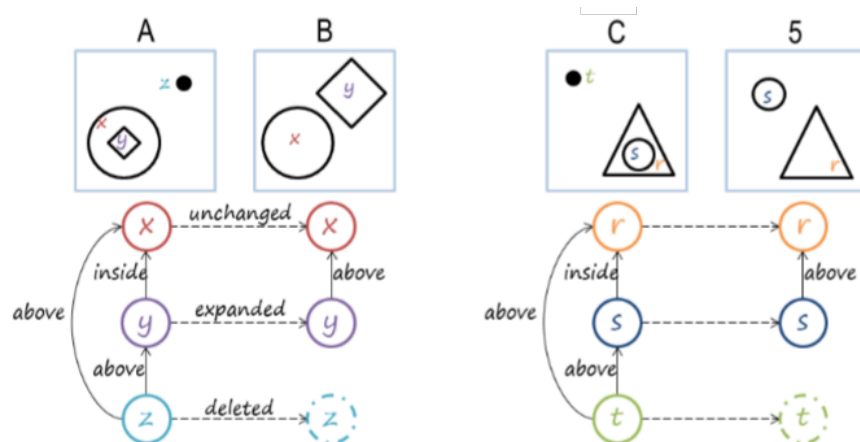 A B C 5
z y t s
x y x s r r
x unchanged x r r
inside above inside above
above above
y expanded y s s
above above
z deleted z t t